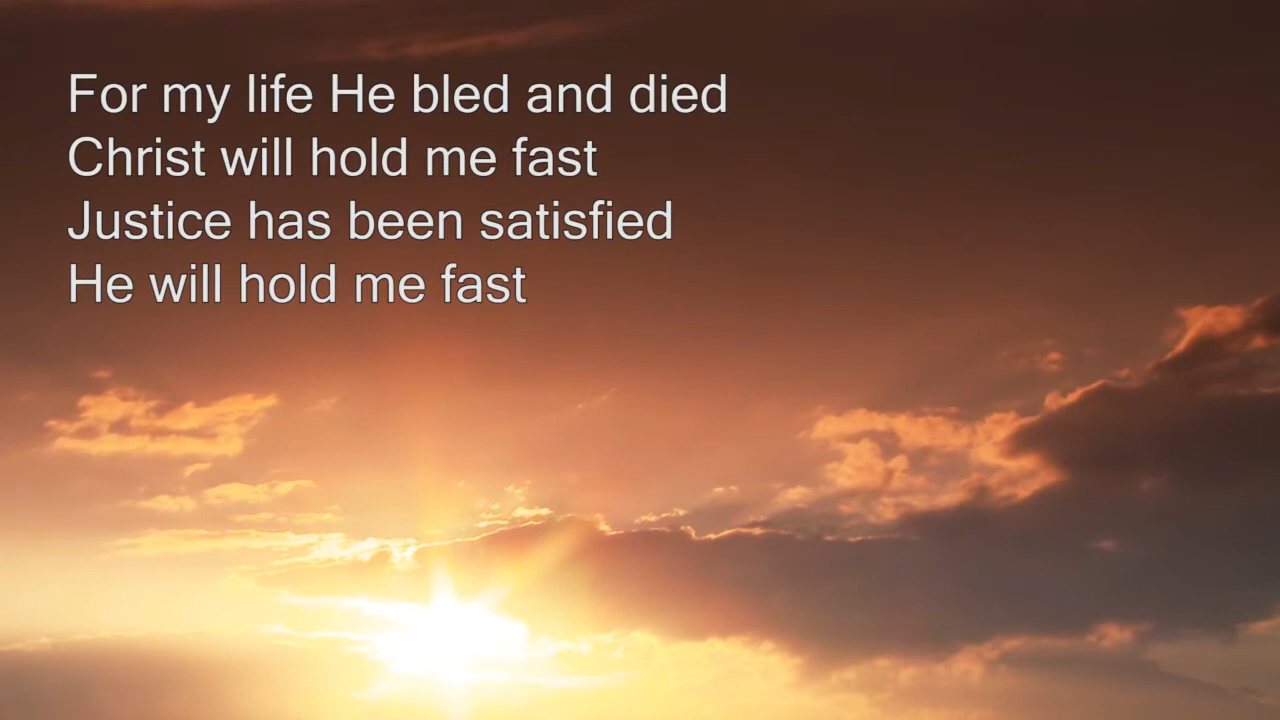 For my life He bled and died
Christ will hold me fast
Justice has been satisfied
He will hold me fast